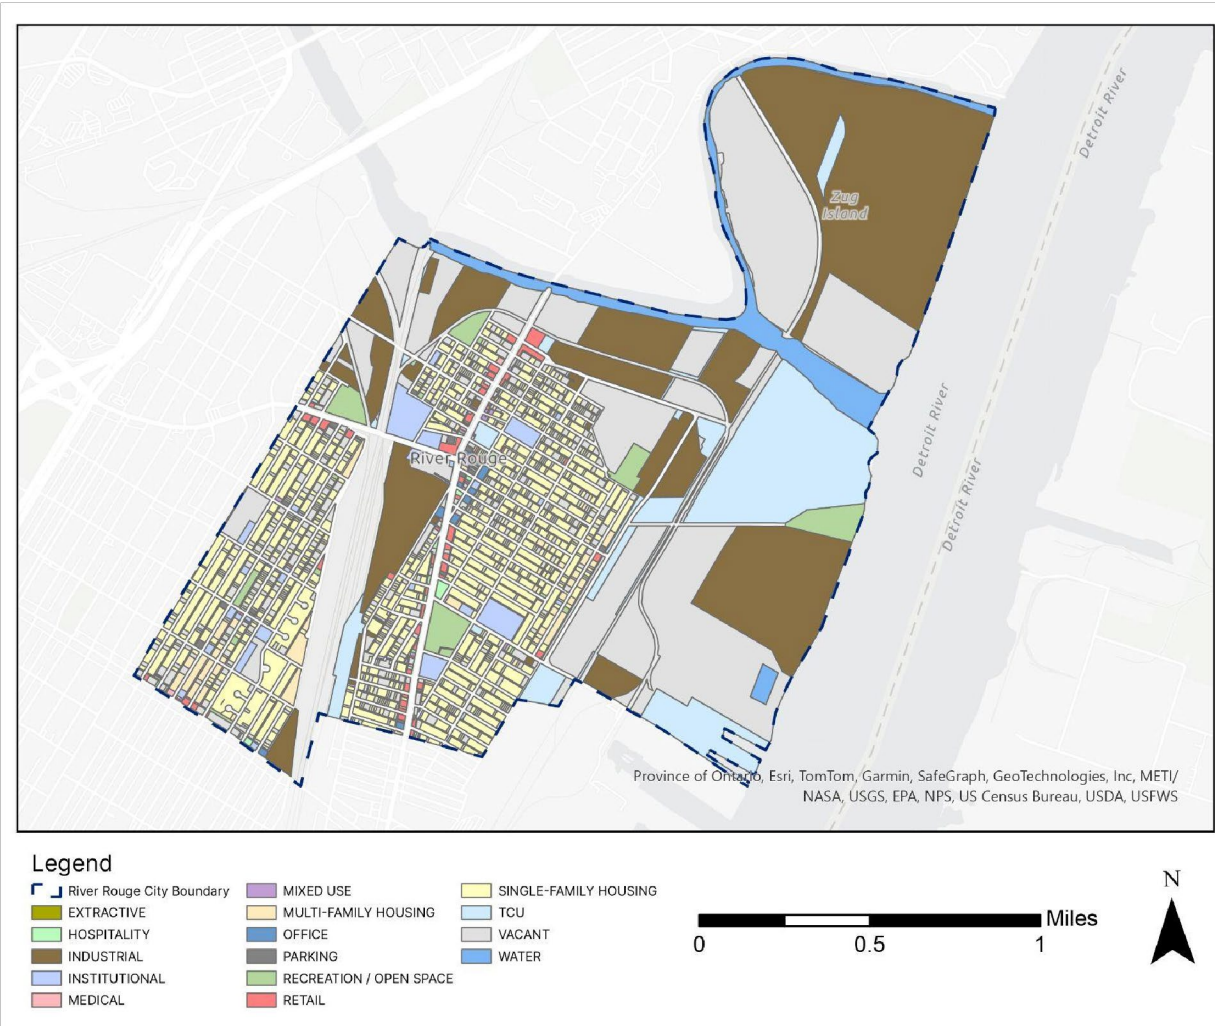 Detroit River
Zug
Island
Detroit River
River Rouge
Detroit River
Province of Ontario, Esri, TomTom, Garmin, SafeGraph, GeoTechnologies, Inc, METI/
NASA, USGS, EPA, NPS, US Census Bureau, USDA, USFWS
Legend
River Rouge City Boundary
EXTRACTIVE
HOSPITALITY
INDUSTRIAL
INSTITUTIONAL
MEDICAL
MIXED USE
MULTI-FAMILY HOUSING
OFFICE
PARKING
RECREATION / OPEN SPACE
RETAIL
SINGLE-FAMILY HOUSING
TCU
VACANT
WATER
Miles
0 0.5 1
N